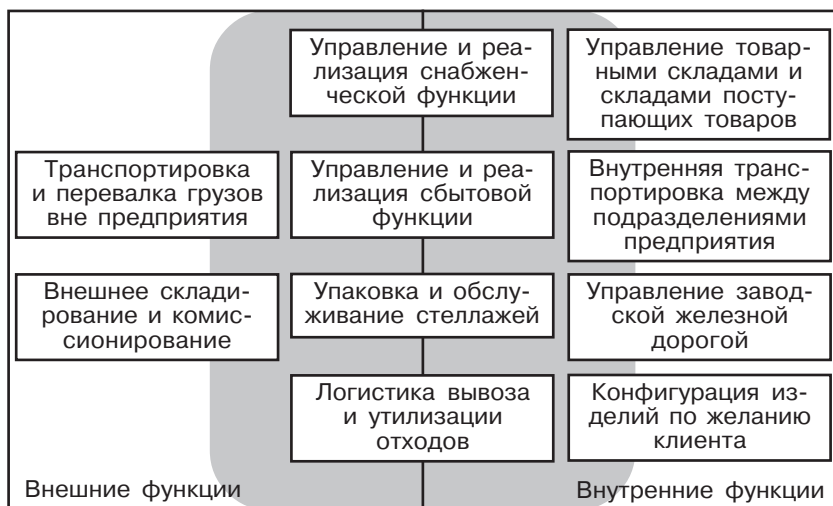 Управление и реа-
лизация снабжен-
ческой функции
Управление товар-
ными складами и
складами посту-
пающих товаров
Транспортировка
и перевалка грузов
вне предприятия
Управление и реа-
лизация сбытовой
функции
Внутренняя транс-
портировка между
подразделениями
предприятия
Внешнее склади-
рование и комис-
сионирование
Упаковка и обслу-
живание стеллажей
Управление завод-
ской железной
дорогой
Логистика вывоза
и утилизации
отходов
Конфигурация из-
делий по желанию
клиента
Внешние функции
Внутренние функции